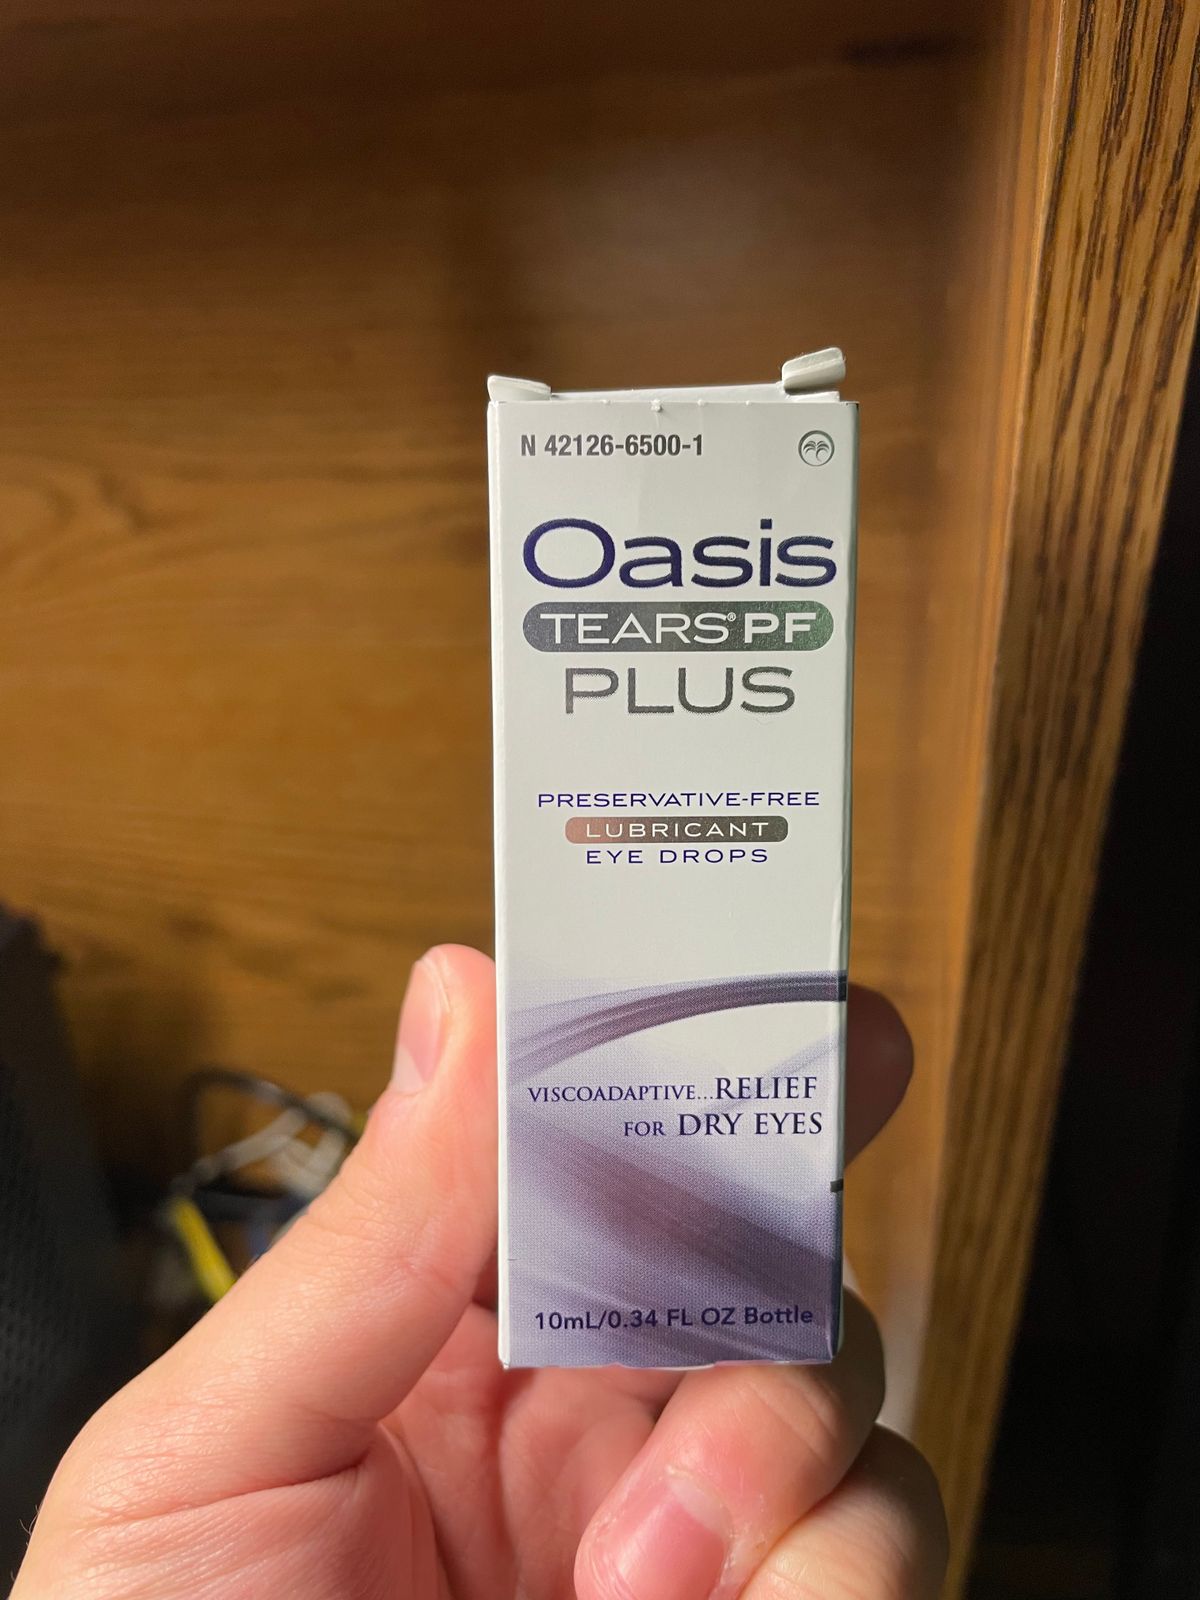 N 42126-6500-1
Oasis
TEARS® PF
PLUS
PRESERVATIVE-FREE
LUBRICANT
EYE DROPS
VISCOADAPTIVE...RELIEF
FOR DRY EYES
10mL/0.34 FL OZ Bottle